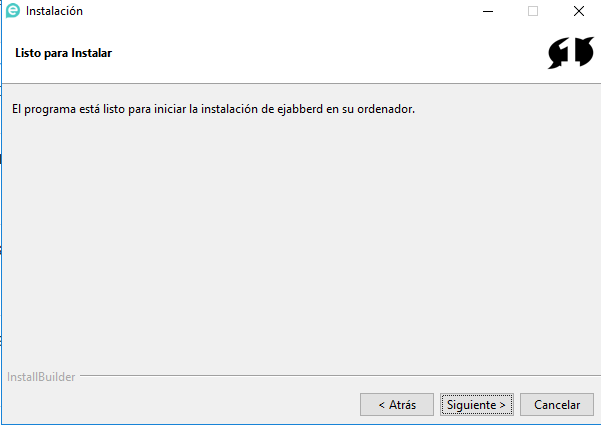 Instalación
Listo para Instalar
El programa está listo para iniciar la instalación de ejabberd en su ordenador.
InstallBuilder
< Atrás
Siguiente >
Cancelar